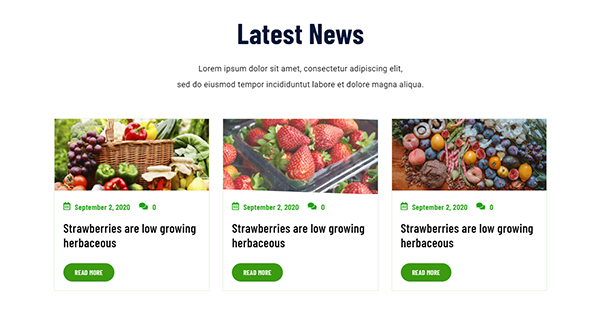 Latest News
Lorem ipsum dolor sit amet, consectetur adipiscing elit,
sed do eiusmod tempor incididuntut labore et dolore magna aliqua.
September 2, 2020 0
Strawberries are low growing
herbaceous
READ MORE
September 2, 2020 0
Strawberries are low growing
herbaceous
READ MORE
September 2, 2020 0
Strawberries are low growing
herbaceous
READ MORE